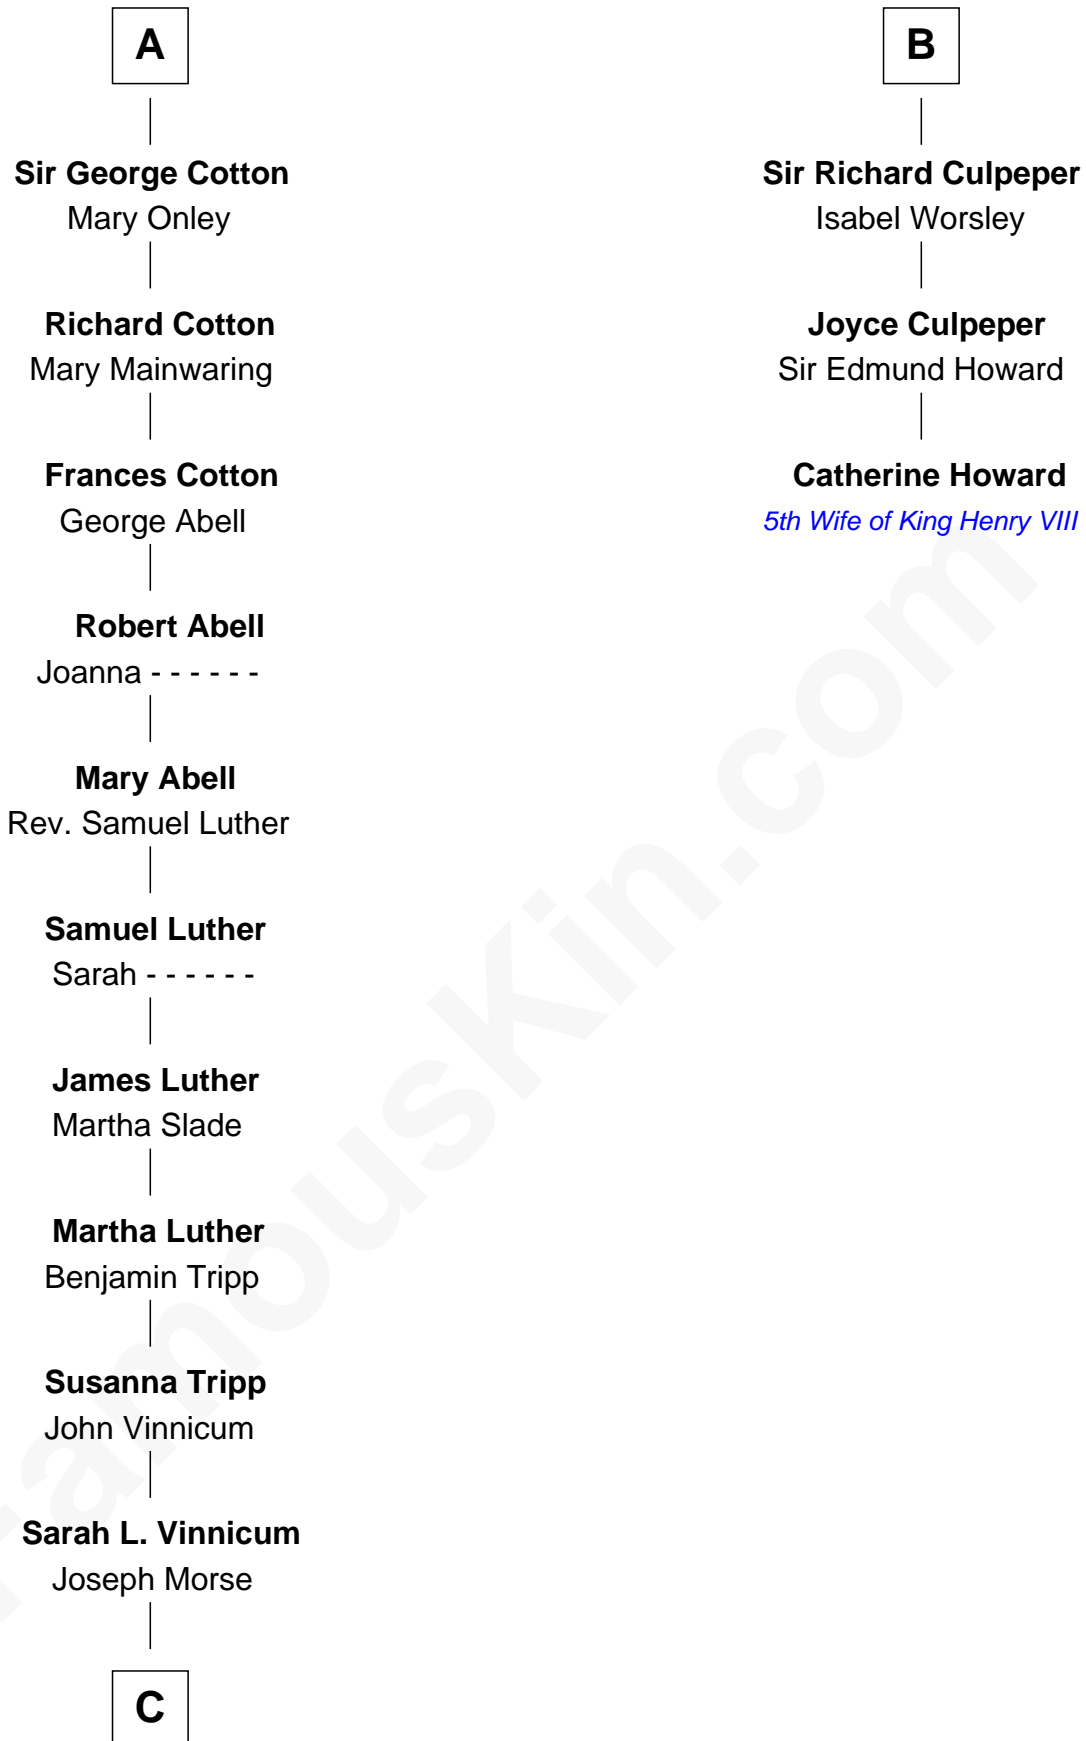 A
Sir George Cotton
Mary Onley
Richard Cotton
Mary Mainwaring
Frances Cotton
George Abell
Robert Abell
Joanna - - - - - -
Mary Abell
Rev. Samuel Luther
Samuel Luther
Sarah - - - - - -
James Luther
Martha Slade
Martha Luther
Benjamin Tripp
Susanna Tripp
John Vinnicum
Sarah L. Vinnicum
Joseph Morse
C
B
Sir Richard Culpeper
Isabel Worsley
Joyce Culpeper
Sir Edmund Howard
Catherine Howard
5th Wife of King Henry VIII
FamousKin.com